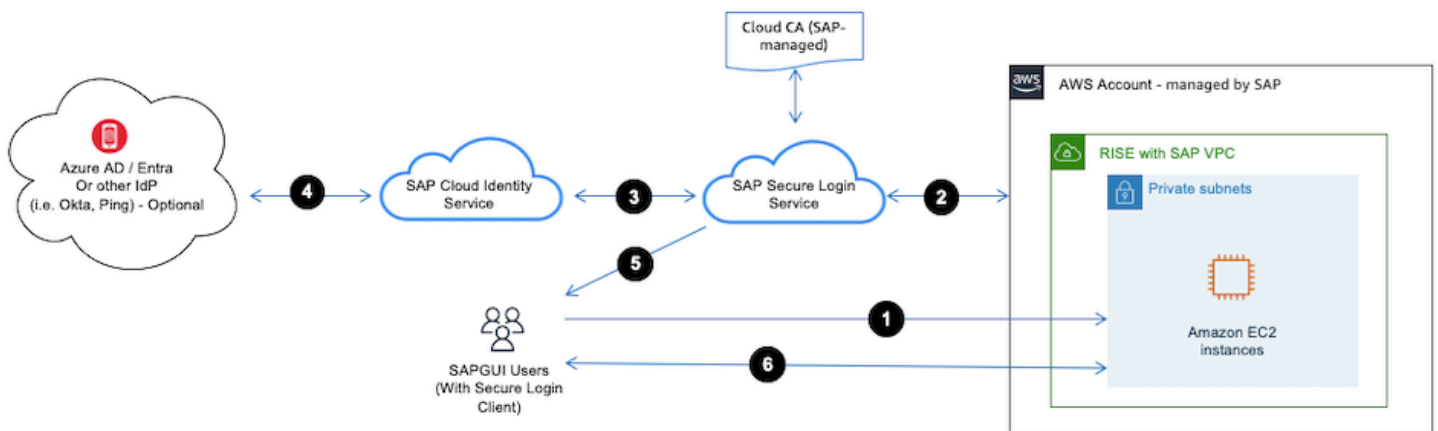 Cloud CA (SAP-
managed)
aws
AWS Account - managed by SAP
Azure AD / Entra
Or other IdP
(i.e. Okta, Ping) - Optional
4
SAP Cloud Identity
Service
3
SAP Secure Login
Service
2
RISE with SAP VPC
Private subnets
5
1
Amazon EC2
instances
6
SAPGUI Users
(With Secure Login
Client)